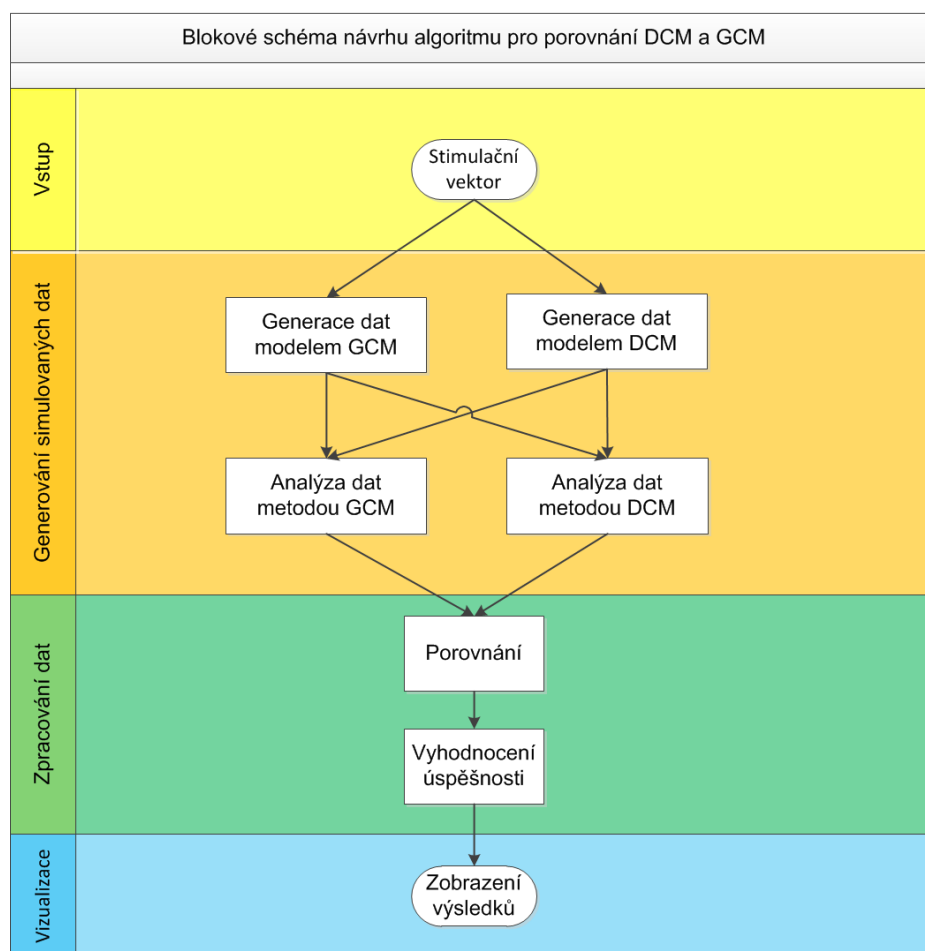 Blokové schéma návrhu algoritmu pro porovnání DCM a GCM
Vstup
Stimulační
vektor
Generování simulovaných dat
Generace dat
modelem GCM
Generace dat
modelem DCM
Analýza dat
metodou GCM
Analýza dat
metodou DCM
Zpracování dat
Porovnání
Vyhodnocení
úspěšnosti
Vizualizace
Zobrazení
výsledků